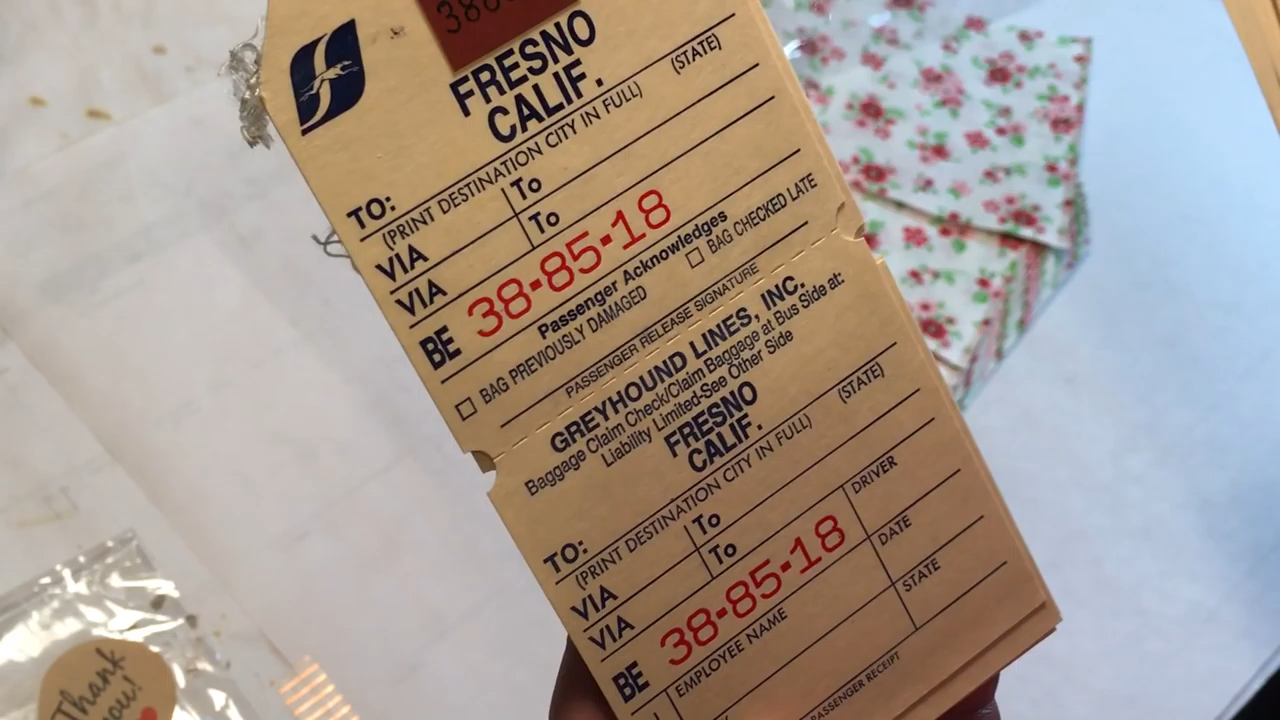 FRESNO
CALIF.
TO:
(PRINT DESTINATION CITY IN FULL) (STATE)
VIA To
VIA To
BE 38-85-18
Passenger Acknowledges
BAG PREVIOUSLY DAMAGED BAG CHECKED LATE
PASSENGER RELEASE SIGNATURE
GREYHOUND LINES, INC.
Baggage Claim Check/Claim Baggage at Bus Side at:
Liability Limited-See Other Side
FRESNO
CALIF.
TO:
(PRINT DESTINATION CITY IN FULL) (STATE)
VIA To
VIA To
DRIVER
BE 38-85-18
DATE
EMPLOYEE NAME
STATE
PASSENGER RECEIPT
Thank
you!